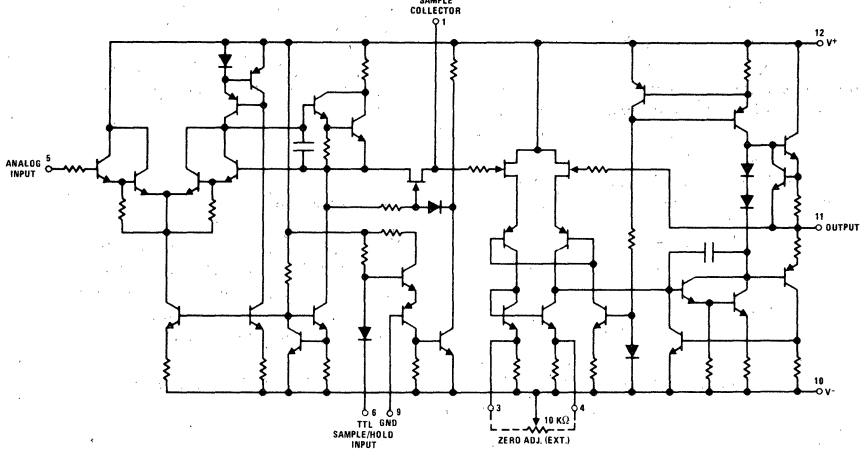 SAMPLE
COLLECTOR
1
12
V+
ANALOG 5
INPUT
11
OUTPUT
10
V-
6 9 GND
TTL
SAMPLE/HOLD
INPUT
3 10 KΩ 4
ZERO ADJ. (EXT.)